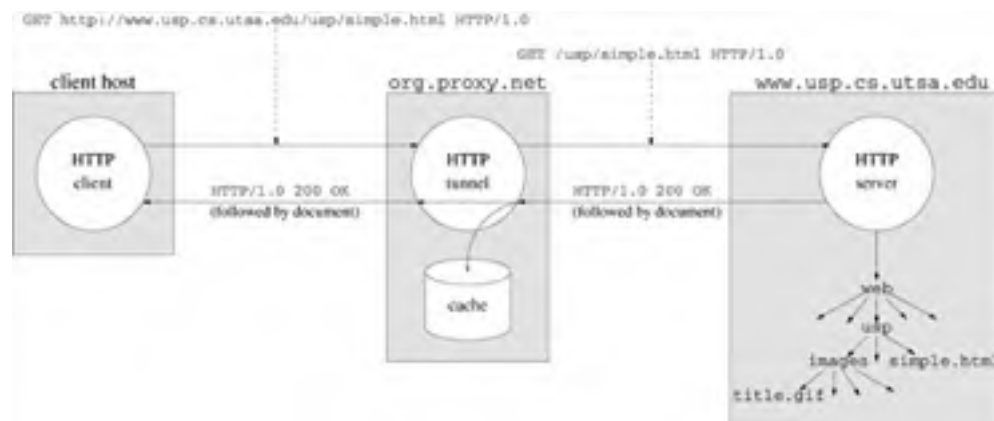 GET http://www.usp.cs.utsa.edu/usp/simple.html HTTP/1.0
GET /usp/simple.html HTTP/1.0
client host
org.proxy.net
www.usp.cs.utsa.edu
HTTP
client
HTTP
tunnel
HTTP
server
HTTP/1.0 200 OK
(followed by document)
HTTP/1.0 200 OK
(followed by document)
cache
web
usp
images
simple.html
title.gif